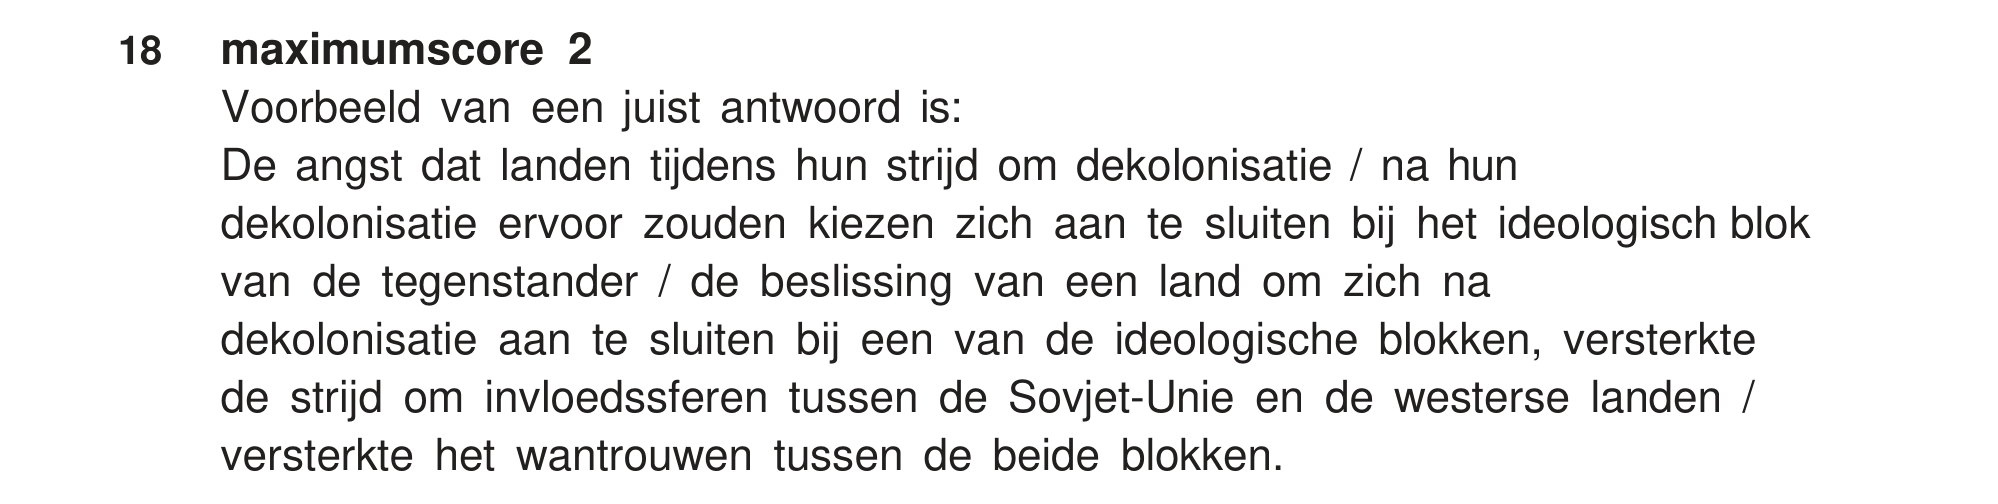 18 maximumscore 2
Voorbeeld van een juist antwoord is:
De angst dat landen tijdens hun strijd om dekolonisatie / na hun
dekolonisatie ervoor zouden kiezen zich aan te sluiten bij het ideologisch blok
van de tegenstander / de beslissing van een land om zich na
dekolonisatie aan te sluiten bij een van de ideologische blokken, versterkte
de strijd om invloedssferen tussen de Sovjet-Unie en de westerse landen /
versterkte het wantrouwen tussen de beide blokken.